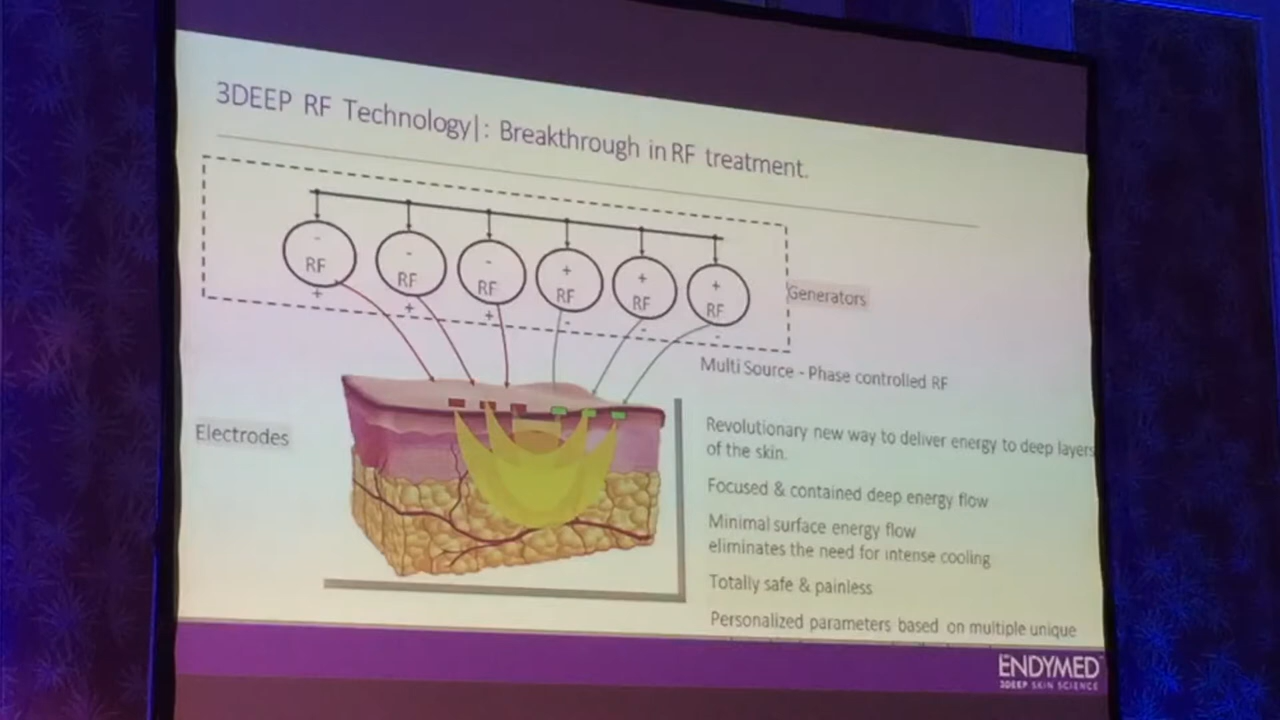 3DEEP RF Technology|: Breakthrough in RF treatment.
- - - + + +
RF RF RF RF RF RF
+ + + - - -
Generators
Multi Source - Phase controlled RF
Electrodes
Revolutionary new way to deliver energy to deep layers
of the skin.
Focused & contained deep energy flow
Minimal surface energy flow
eliminates the need for intense cooling
Totally safe & painless
Personalized parameters based on multiple unique
ENDYMED
3DEEP SKIN SCIENCE